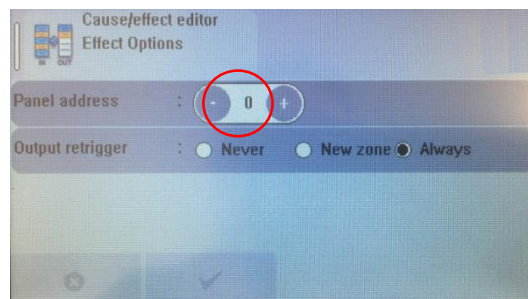 Cause/effect editor
Effect Options
IN OUT
Panel address : - 0 +
Output retrigger : Never New zone Always